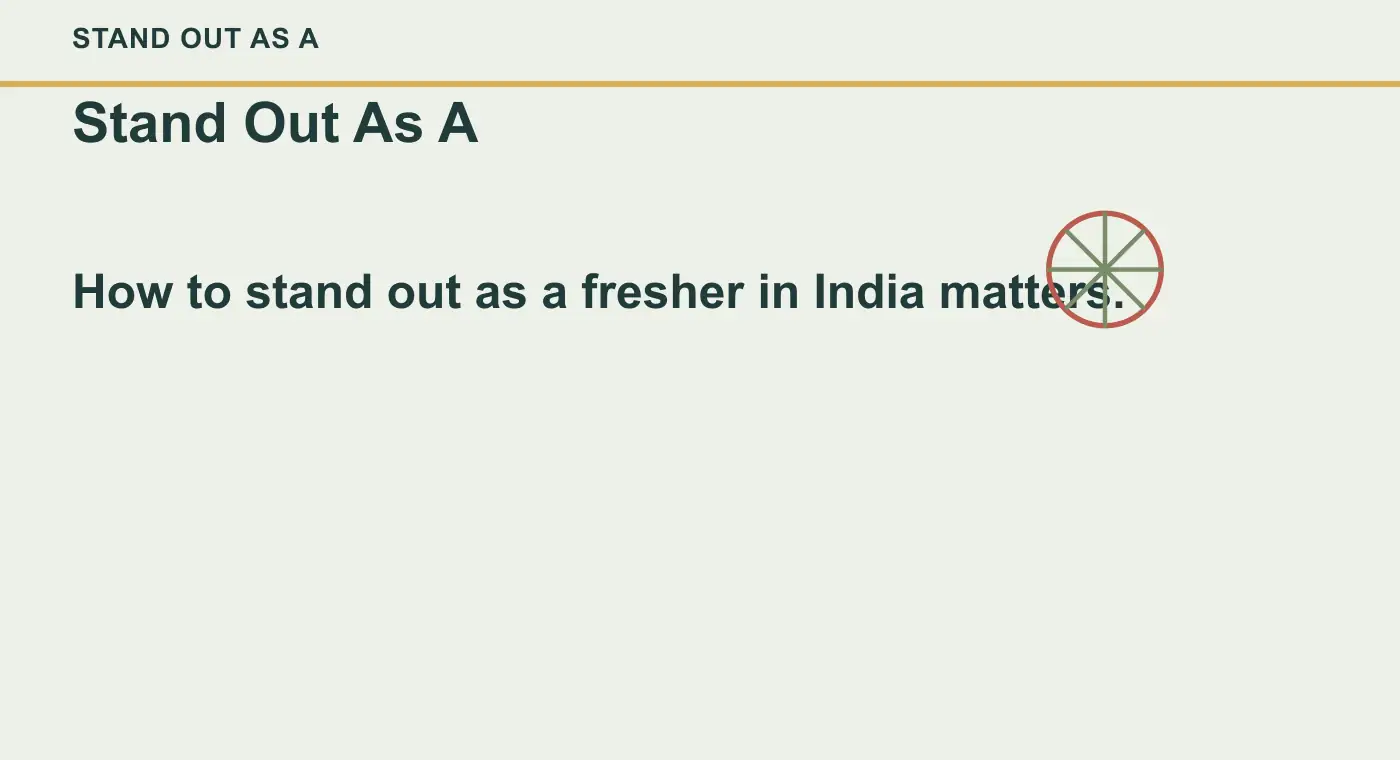 STAND OUT AS A
Stand Out As A
How to stand out as a fresher in India matters.